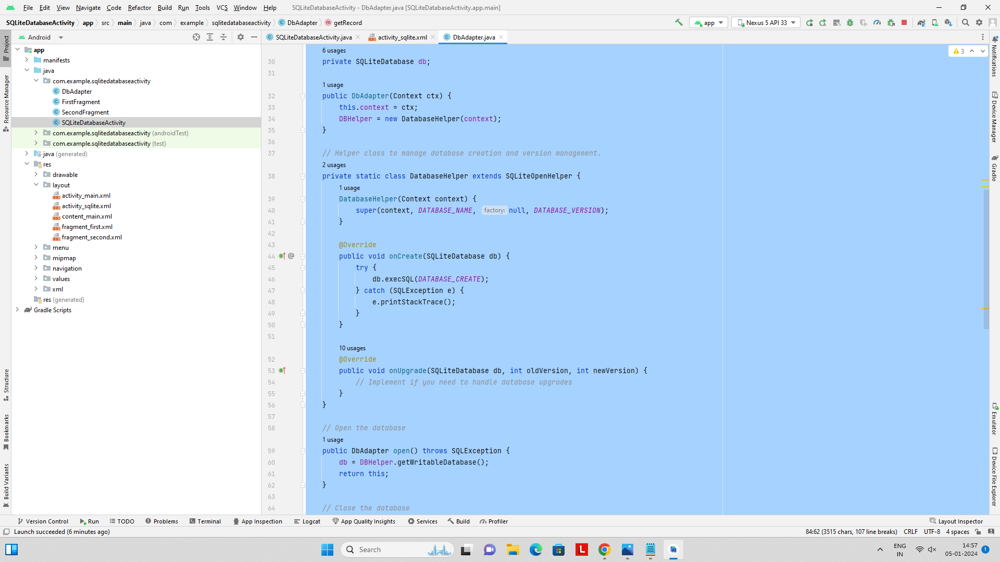 File Edit View Navigate Code Refactor Build Run Tools VCS Window Help SQLiteDatabaseActivity - DbAdapter.java [SQLiteDatabaseActivity.app.main]
SQLiteDatabaseActivity app src main java com example sqlitedatabaseactivity DbAdapter getRecord app Nexus 5 API 33
Android
SQLiteDatabaseActivity.java activity_sqlite.xml DbAdapter.java
Project
Resource Manager
Structure
Bookmarks
Build Variants
app
manifests
java
com.example.sqlitedatabaseactivity
DbAdapter
FirstFragment
SecondFragment
SQLiteDatabaseActivity
com.example.sqlitedatabaseactivity (androidTest)
com.example.sqlitedatabaseactivity (test)
java (generated)
res
drawable
layout
activity_main.xml
activity_sqlite.xml
content_main.xml
fragment_first.xml
fragment_second.xml
menu
mipmap
navigation
values
xml
res (generated)
Gradle Scripts
6 usages
3
30 private SQLiteDatabase db;
31
1 usage
32 public DbAdapter(Context ctx) {
33 this.context = ctx;
34 DBHelper = new DatabaseHelper(context);
35 }
36
37 // Helper class to manage database creation and version management.
2 usages
38 private static class DatabaseHelper extends SQLiteOpenHelper {
1 usage
39 DatabaseHelper(Context context) {
40 super(context, DATABASE_NAME, factory: null, DATABASE_VERSION);
41 }
42
43 @Override
44 @ public void onCreate(SQLiteDatabase db) {
45 try {
46 db.execSQL(DATABASE_CREATE);
47 } catch (SQLException e) {
48 e.printStackTrace();
49 }
50 }
51
10 usages
52 @Override
53 public void onUpgrade(SQLiteDatabase db, int oldVersion, int newVersion) {
54 // Implement if you need to handle database upgrades
55 }
56 }
57
58 // Open the database
1 usage
59 public DbAdapter open() throws SQLException {
60 db = DBHelper.getWritableDatabase();
61 return this;
62 }
63
64 // Close the database
Notifications
Device Manager
Gradle
Emulator
Device File Explorer
Version Control Run TODO Problems Terminal App Inspection Logcat App Quality Insights Services Build Profiler Layout Inspector
Launch succeeded (6 minutes ago) 84:62 (3515 chars, 107 line breaks) CRLF UTF-8 4 spaces
Search
L
ENG
IN
14:57
05-01-2024
1